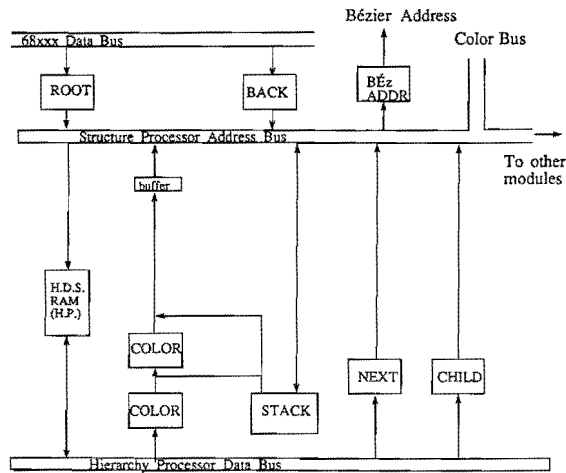 Bézier Address
68xxx Data Bus
Color Bus
ROOT
BACK
BÉz
ADDR
Structure Processor Address Bus
To other
modules
buffer
H.D.S.
RAM
(H.P.)
COLOR
COLOR
STACK
NEXT
CHILD
Hierarchy Processor Data Bus